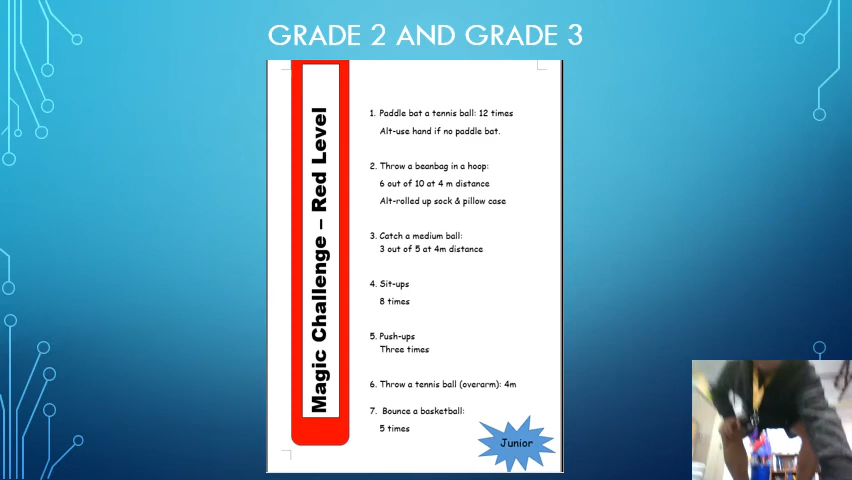 GRADE 2 AND GRADE 3
Magic Challenge – Red Level
1. Paddle bat a tennis ball: 12 times
Alt-use hand if no paddle bat.
2. Throw a beanbag in a hoop:
6 out of 10 at 4 m distance
Alt-rolled up sock & pillow case
3. Catch a medium ball:
3 out of 5 at 4m distance
4. Sit-ups
8 times
5. Push-ups
Three times
6. Throw a tennis ball (overarm): 4m
7. Bounce a basketball:
5 times
Junior